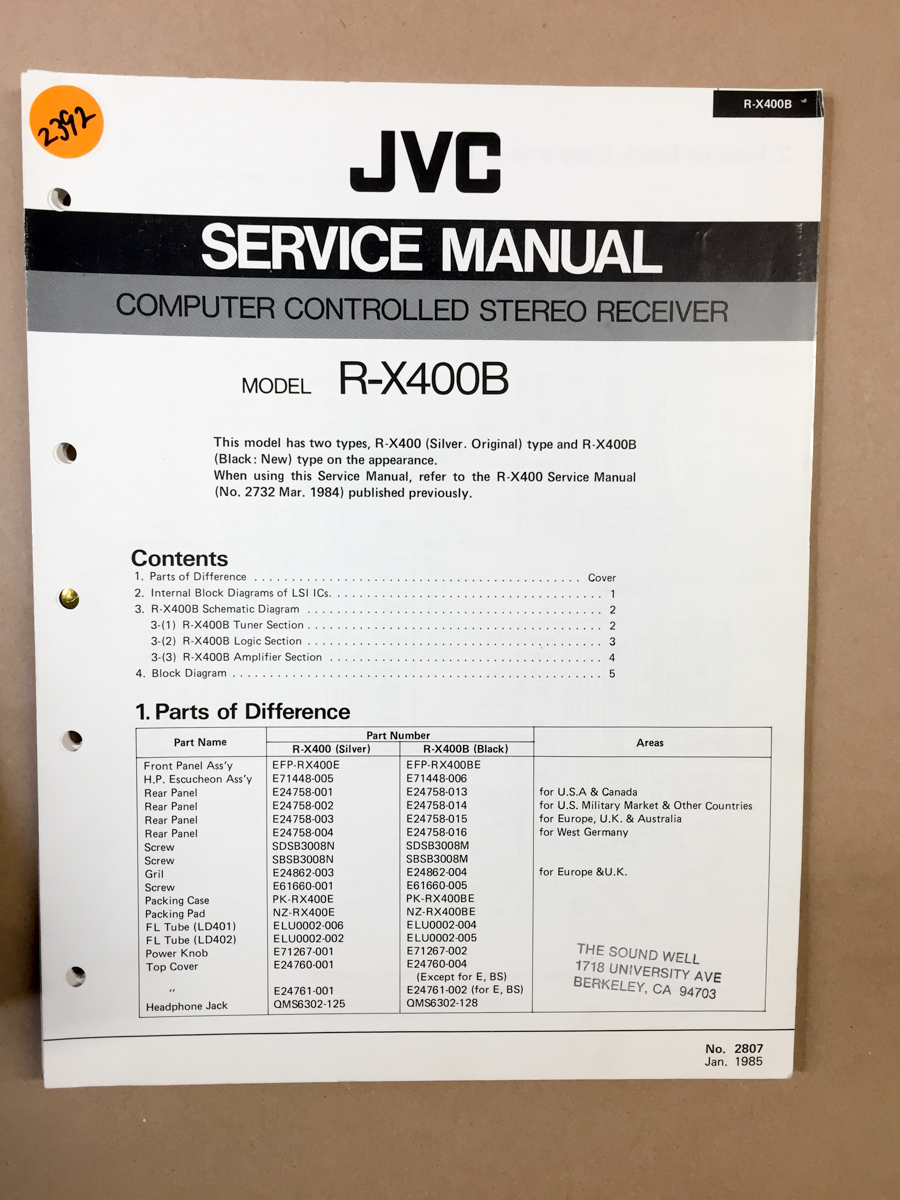 2392
R-X400B
JVC
SERVICE MANUAL
COMPUTER CONTROLLED STEREO RECEIVER
MODEL R-X400B
This model has two types, R-X400 (Silver. Original) type and R-X400B
(Black: New) type on the appearance.
When using this Service Manual, refer to the R-X400 Service Manual
(No. 2732 Mar. 1984) published previously.
Contents
1. Parts of Difference . . . . . . . . . . . . . . . . . . . . Cover
2. Internal Block Diagrams of LSI ICs. . . . . . . . . . . . . . . . . . . . 1
3. R-X400B Schematic Diagram . . . . . . . . . . . . . . . . . . . . 2
3-(1) R-X400B Tuner Section . . . . . . . . . . . . . . . . . . . . 2
3-(2) R-X400B Logic Section . . . . . . . . . . . . . . . . . . . . 3
3-(3) R-X400B Amplifier Section . . . . . . . . . . . . . . . . . . . . 4
4. Block Diagram . . . . . . . . . . . . . . . . . . . . 5
1. Parts of Difference
Part Name Part Number Areas
R-X400 (Silver) R-X400B (Black)
Front Panel Ass'y EFP-RX400E EFP-RX400BE
H.P. Escucheon Ass'y E71448-005 E71448-006
Rear Panel E24758-001 E24758-013 for U.S.A & Canada
Rear Panel E24758-002 E24758-014 for U.S. Military Market & Other Countries
Rear Panel E24758-003 E24758-015 for Europe, U.K. & Australia
Rear Panel E24758-004 E24758-016 for West Germany
Screw SDSB3008N SDSB3008M
Screw SBSB3008N SBSB3008M
Gril E24862-003 E24862-004 for Europe &U.K.
Screw E61660-001 E61660-005
Packing Case PK-RX400E PK-RX400BE
Packing Pad NZ-RX400E NZ-RX400BE
FL Tube (LD401) ELU0002-006 ELU0002-004
FL Tube (LD402) ELU0002-002 ELU0002-005
Power Knob E71267-001 E71267-002
Top Cover E24760-001 E24760-004
(Except for E, BS)
〃 E24761-001 E24761-002 (for E, BS)
Headphone Jack QMS6302-125 QMS6302-128
THE SOUND WELL
1718 UNIVERSITY AVE
BERKELEY, CA 94703
No. 2807
Jan. 1985